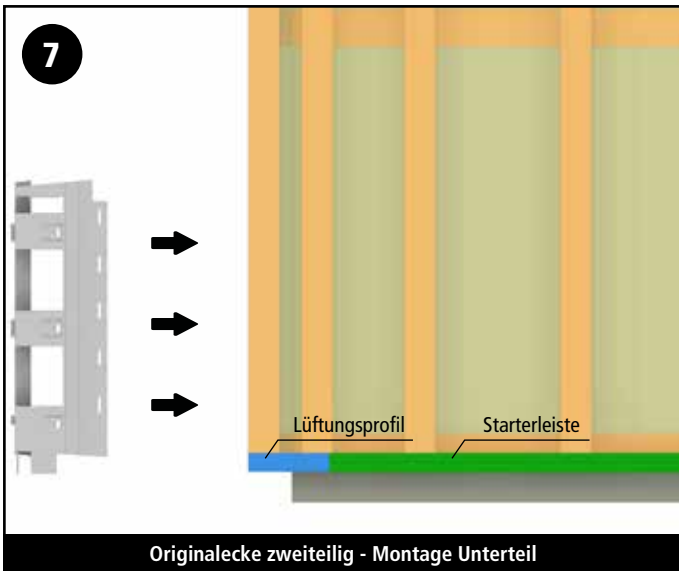 7
Lüftungsprofil
Starterleiste
Originalecke zweiteilig - Montage Unterteil